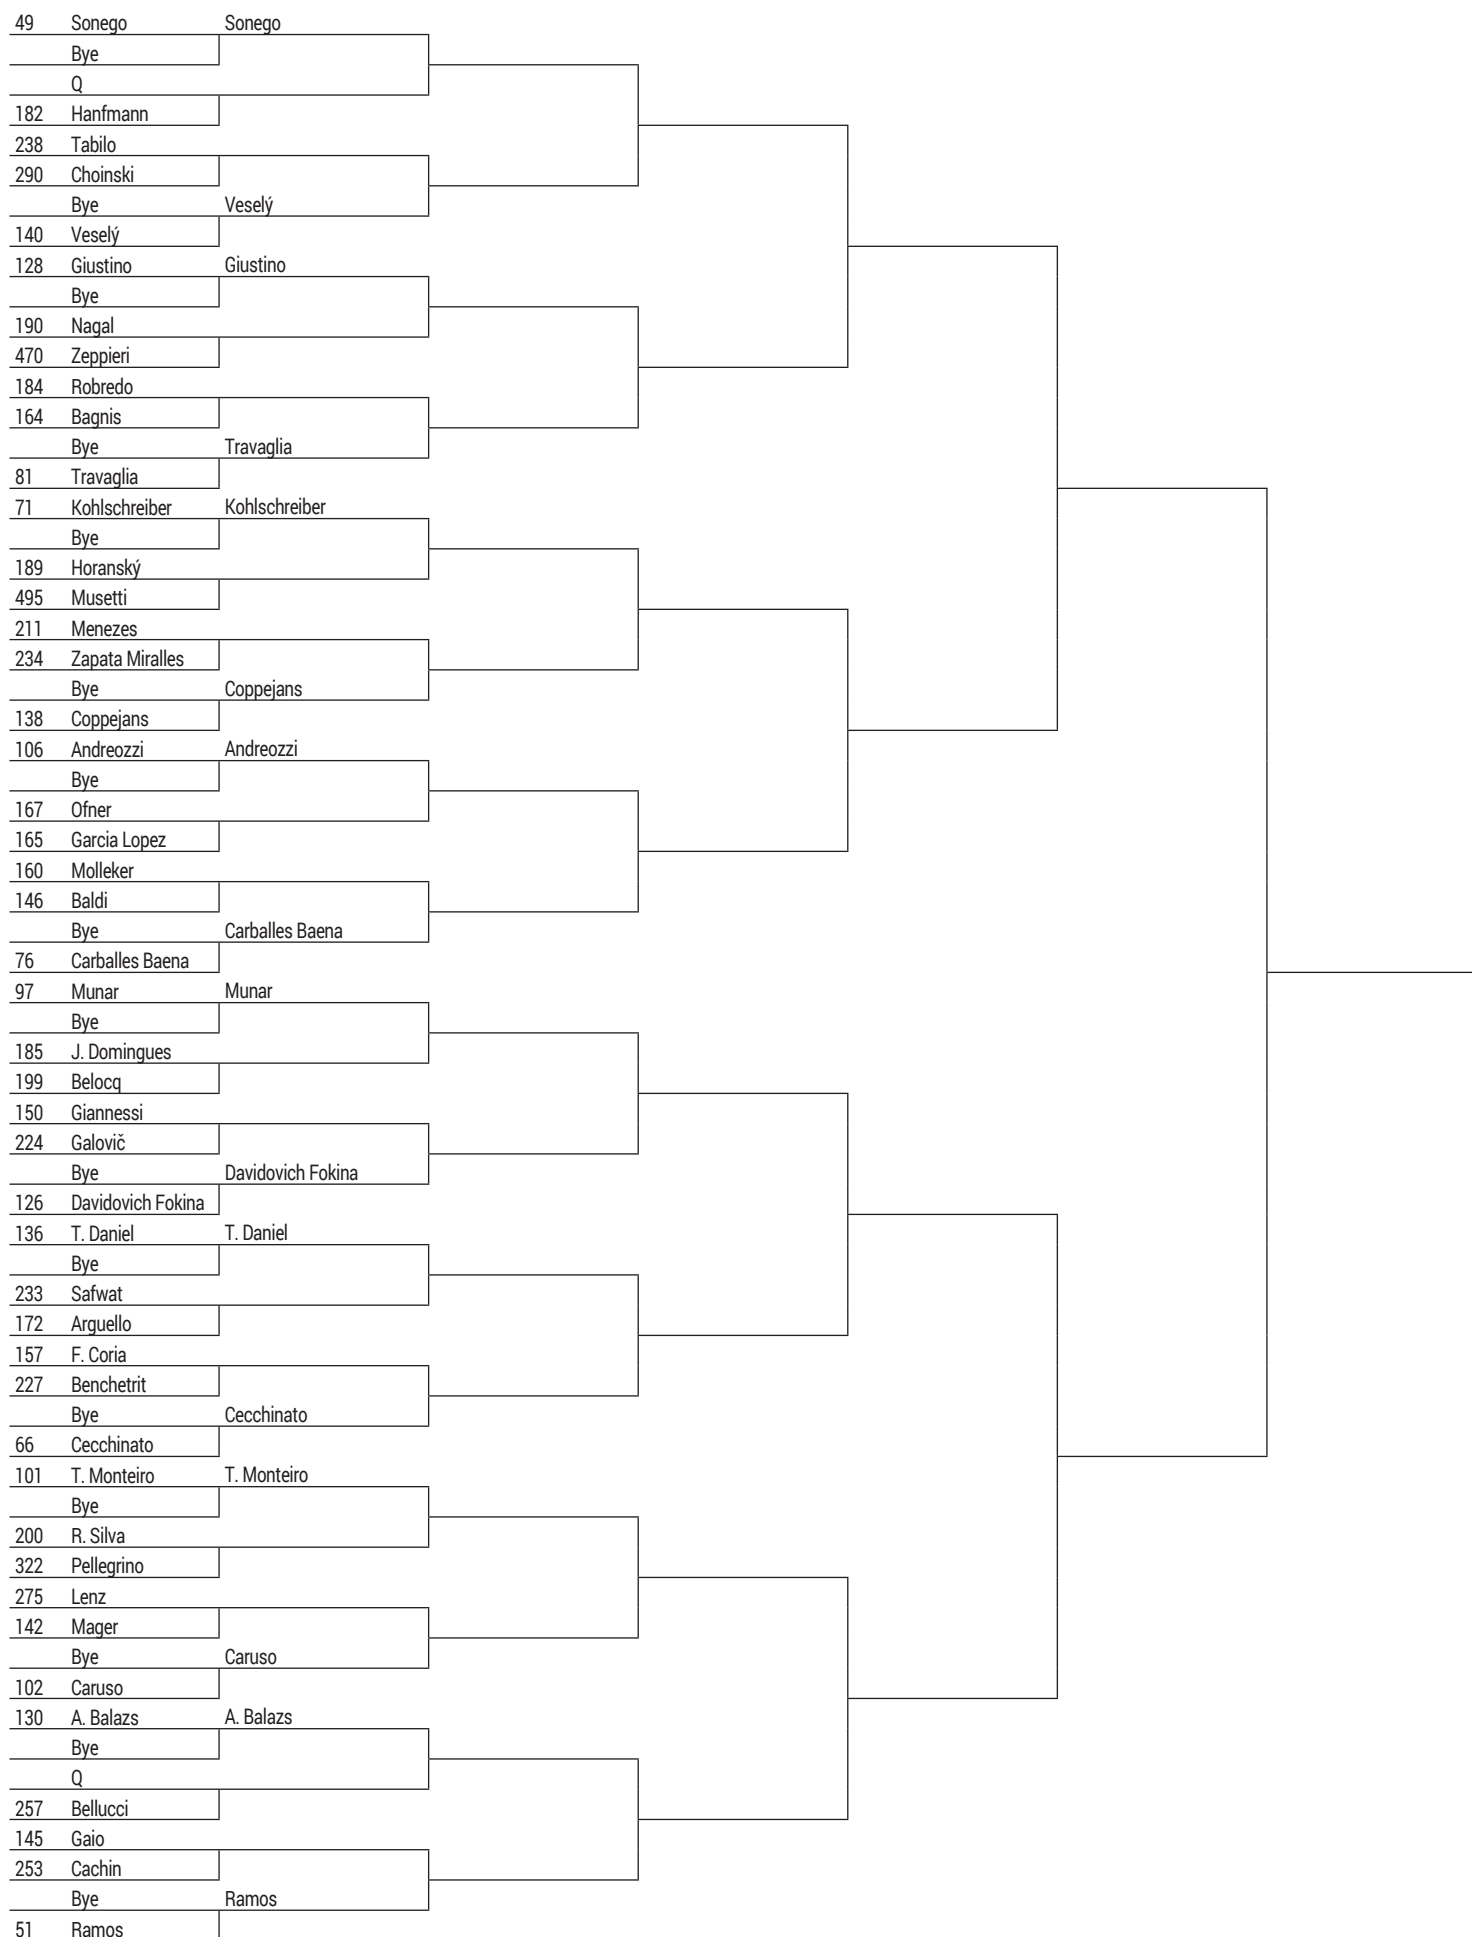 49 Sonego Sonego
Bye
Q
182 Hanfmann
238 Tabilo
290 Choinski
Bye Veselý
140 Veselý
128 Giustino Giustino
Bye
190 Nagal
470 Zeppieri
184 Robredo
164 Bagnis
Bye Travaglia
81 Travaglia
71 Kohlschreiber Kohlschreiber
Bye
189 Horanský
495 Musetti
211 Menezes
234 Zapata Miralles
Bye Coppejans
138 Coppejans
106 Andreozzi Andreozzi
Bye
167 Ofner
165 Garcia Lopez
160 Molleker
146 Baldi
Bye Carballes Baena
76 Carballes Baena
97 Munar Munar
Bye
185 J. Domingues
199 Belocq
150 Giannessi
224 Galovič
Bye Davidovich Fokina
126 Davidovich Fokina
136 T. Daniel T. Daniel
Bye
233 Safwat
172 Arguello
157 F. Coria
227 Benchetrit
Bye Cecchinato
66 Cecchinato
101 T. Monteiro T. Monteiro
Bye
200 R. Silva
322 Pellegrino
275 Lenz
142 Mager
Bye Caruso
102 Caruso
130 A. Balazs A. Balazs
Bye
Q
257 Bellucci
145 Gaio
253 Cachin
Bye Ramos
51 Ramos